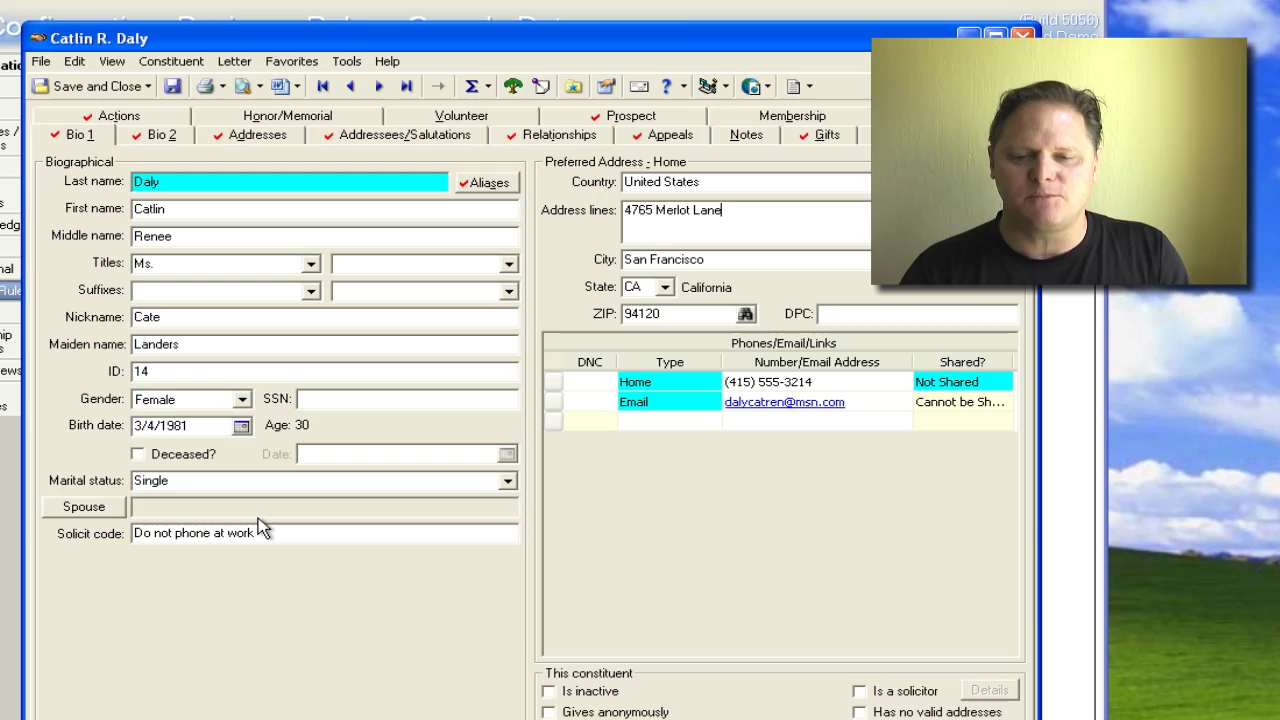 (Build 5056)
Catlin R. Daly
File Edit View Constituent Letter Favorites Tools Help
Save and Close
Actions Honor/Memorial Volunteer Prospect Membership
Bio 1 Bio 2 Addresses Addressees/Salutations Relationships Appeals Notes Gifts
Biographical
Last name: Daly Aliases
First name: Catlin
Middle name: Renee
Titles: Ms.
Suffixes:
Nickname: Cate
Maiden name: Landers
ID: 14
Gender: Female SSN:
Birth date: 3/4/1981 Age: 30
Deceased? Date:
Marital status: Single
Spouse
Solicit code: Do not phone at work
Preferred Address - Home
Country: United States
Address lines: 4765 Merlot Lane
City: San Francisco
State: CA California
ZIP: 94120 DPC:
Phones/Email/Links
DNC Type Number/Email Address Shared?
Home (415) 555-3214 Not Shared
Email dalycatren@msn.com Cannot be Sh...
This constituent
Is inactive Is a solicitor Details
Gives anonymously Has no valid addresses